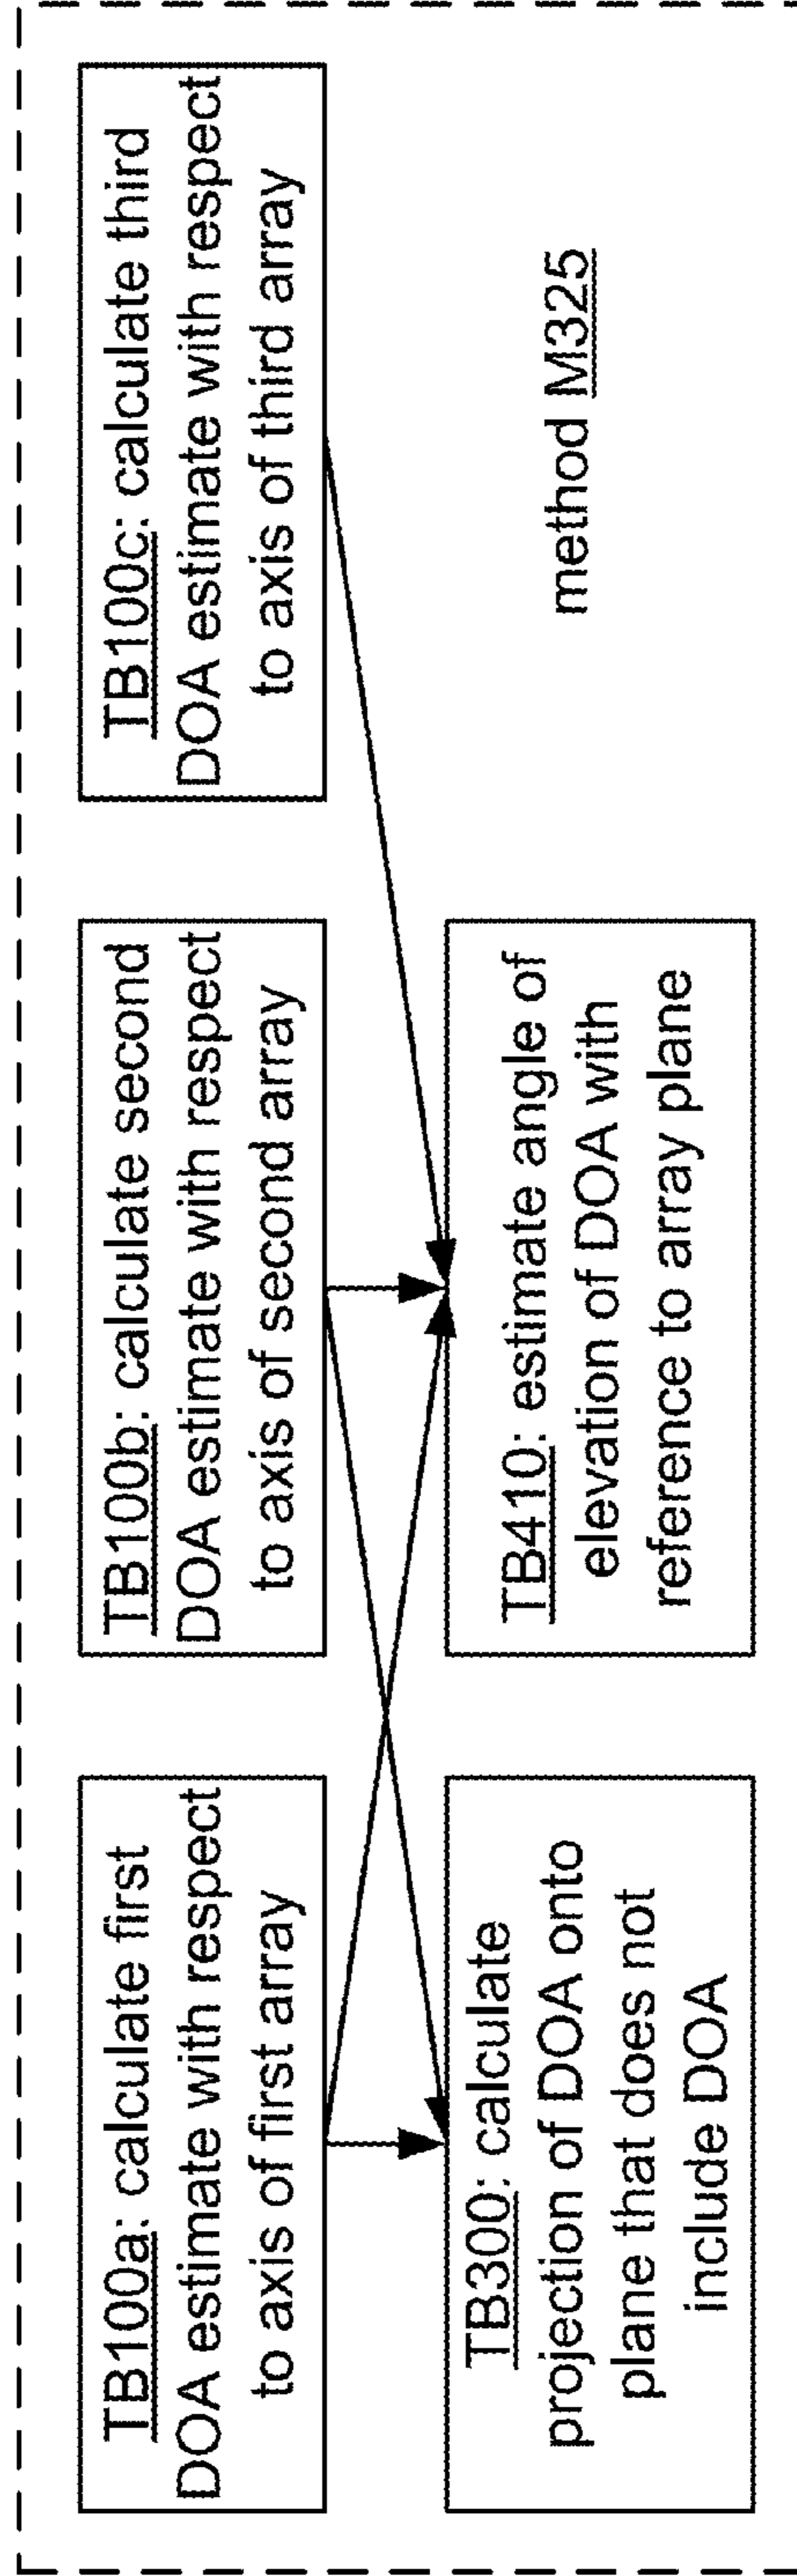 TB100a: calculate first
DOA estimate with respect
to axis of first array
TB100b: calculate second
DOA estimate with respect
to axis of second array
TB100c: calculate third
DOA estimate with respect
to axis of third array
TB300: calculate
projection of DOA onto
plane that does not
include DOA
TB410: estimate angle of
elevation of DOA with
reference to array plane
method M325